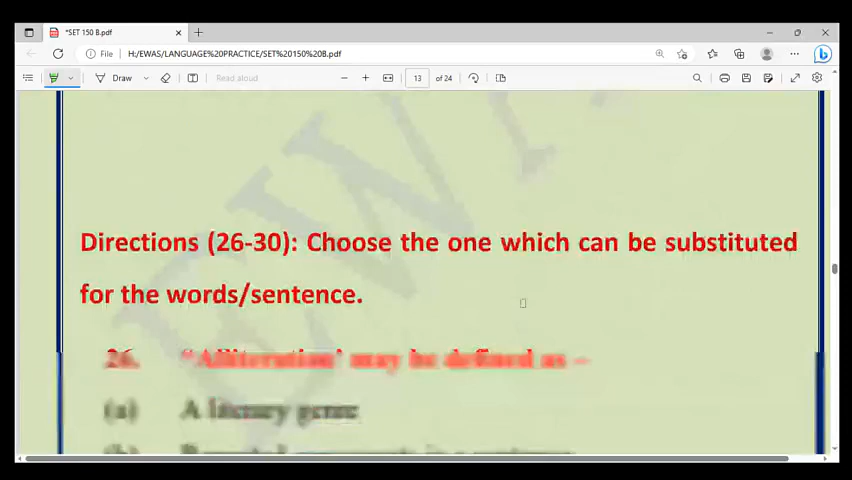 *SET 150 B.pdf
File
H:/EWAS/LANGUAGE%20PRACTICE/SET%20150%20B.pdf
Draw
Read aloud
13
of 24
EWA
Directions (26-30): Choose the one which can be substituted
for the words/sentence.
26. “Alliteration’ may be defined as –
(a) A literary genre
(b)